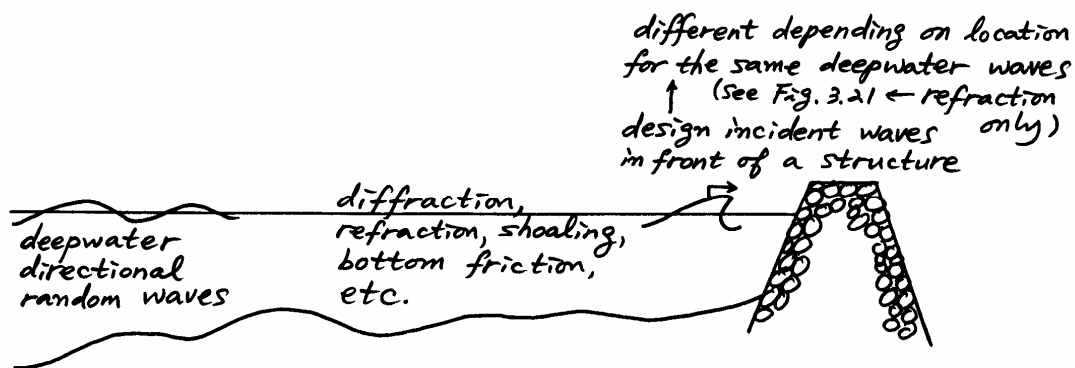 different depending on location
for the same deepwater waves
(see Fig. 3.21 ← refraction
only)
↑
design incident waves
in front of a structure
diffraction,
refraction, shoaling,
bottom friction,
etc.
deepwater
directional
random waves